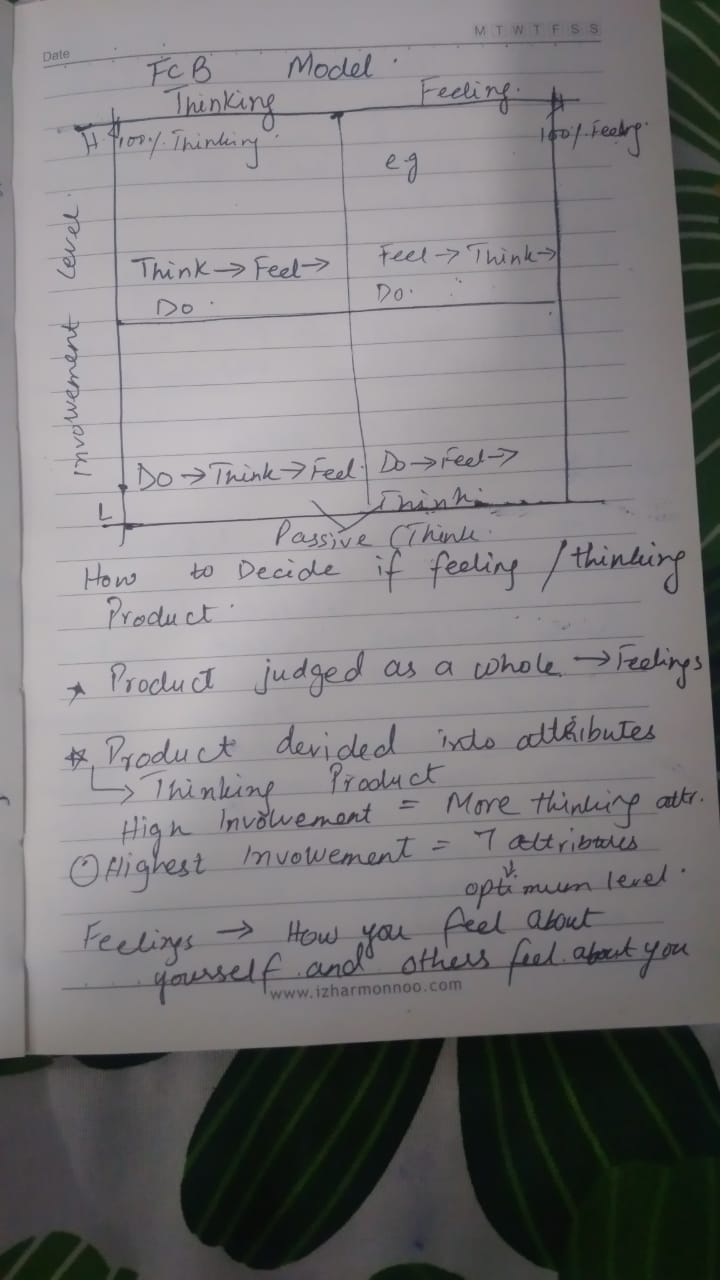 Date
M T W T F S S
FCB Model.
Thinking Feeling.
H 100% Thinking. 100% Feeling.
eg
Involvement Level.
Think → Feel → Feel → Think →
Do. Do.
Do → Think → Feel Do → Feel →
L Think.
Passive (Think.
How to Decide if feeling / thinking
Product.
* Product judged as a whole → Feelings
* Product devided into attributes
↳ Thinking Product
High Involvement = More thinking attr.
Highest Invowement = 7 attributes
↓
optimum level.
Feelings → How you feel about
yourself and others feel about you
www.izharmonnoo.com